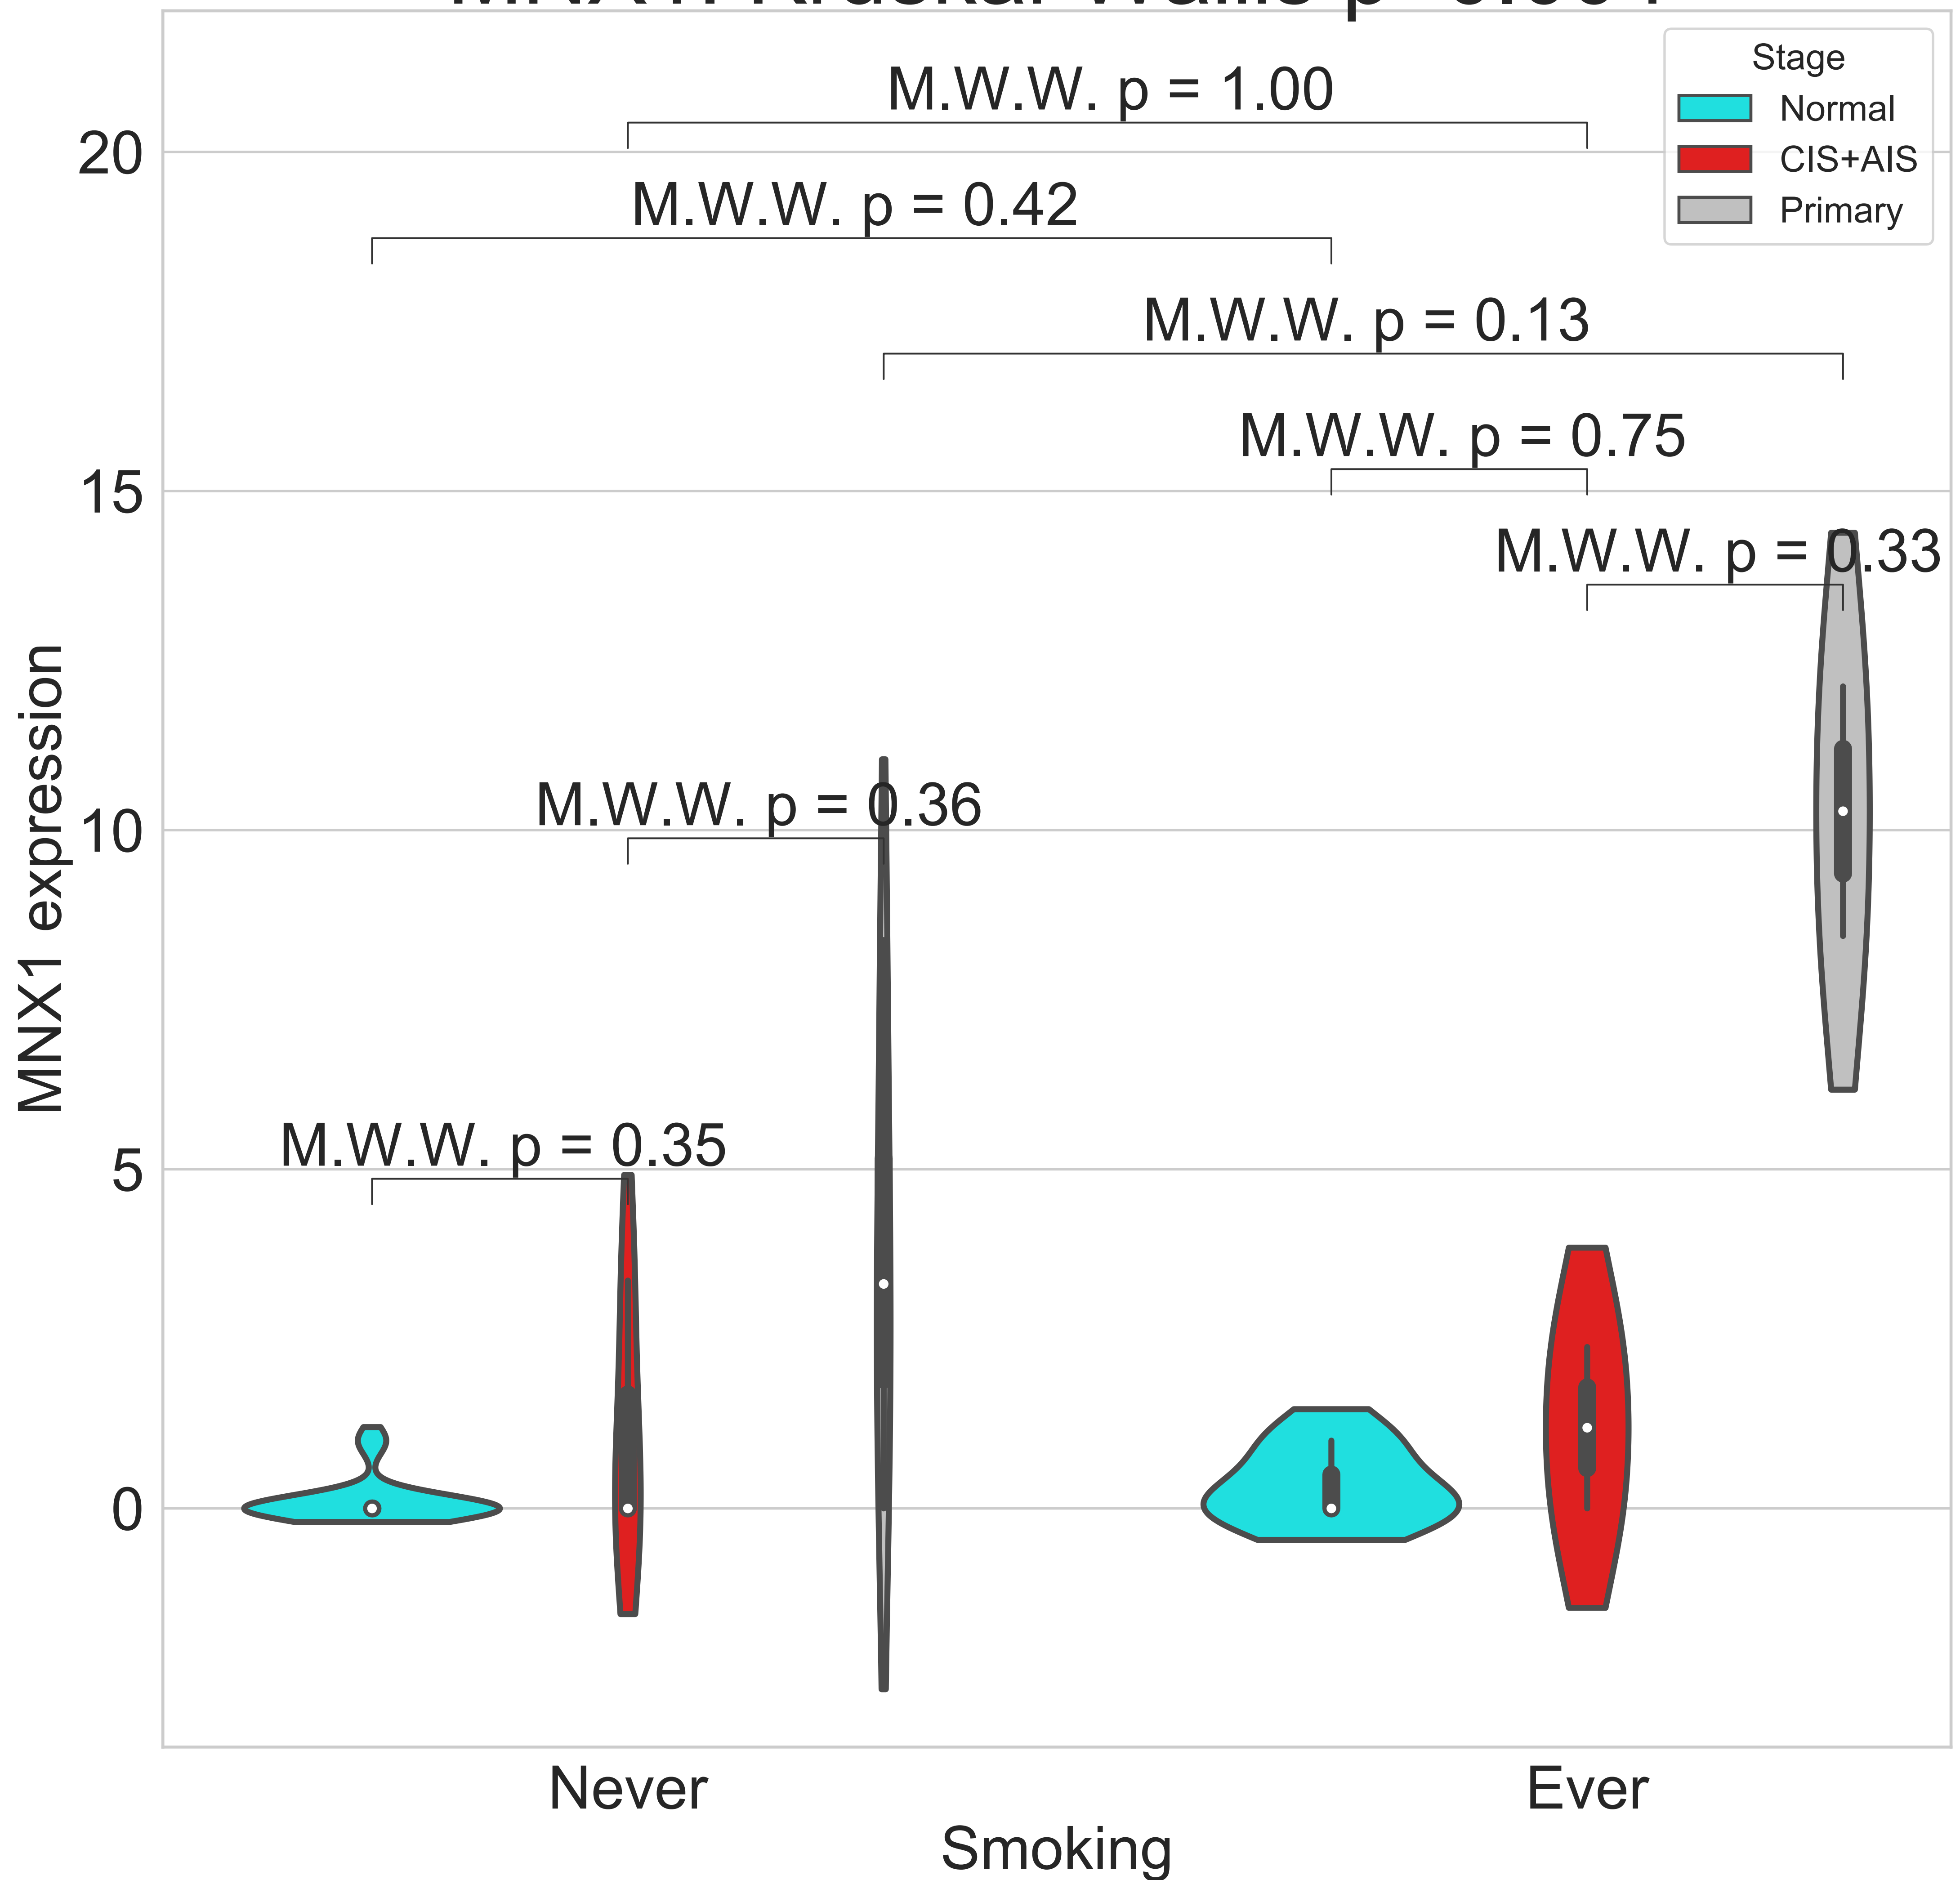 Stage
Normal
CIS+AIS
Primary
M.W.W. p = 1.00
M.W.W. p = 0.42
M.W.W. p = 0.13
M.W.W. p = 0.75
M.W.W. p = 0.33
M.W.W. p = 0.36
M.W.W. p = 0.35
20
15
10
5
0
MNX1 expression
Never
Ever
Smoking